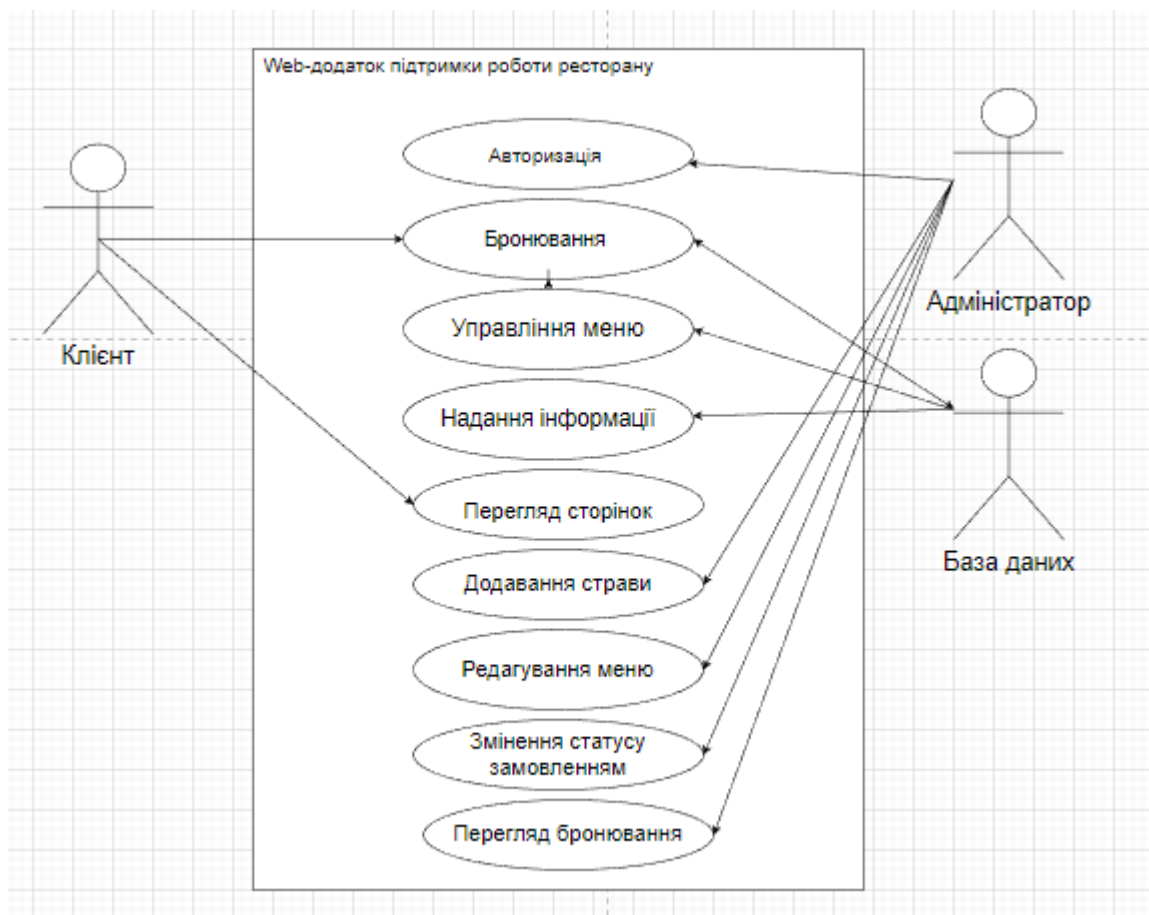 Web-додаток підтримки роботи ресторану
Авторизація
Бронювання
Управління меню
Надання інформації
Перегляд сторінок
Додавання страви
Редагування меню
Змінення статусу
замовленням
Перегляд бронювання
Клієнт
Адміністратор
База даних